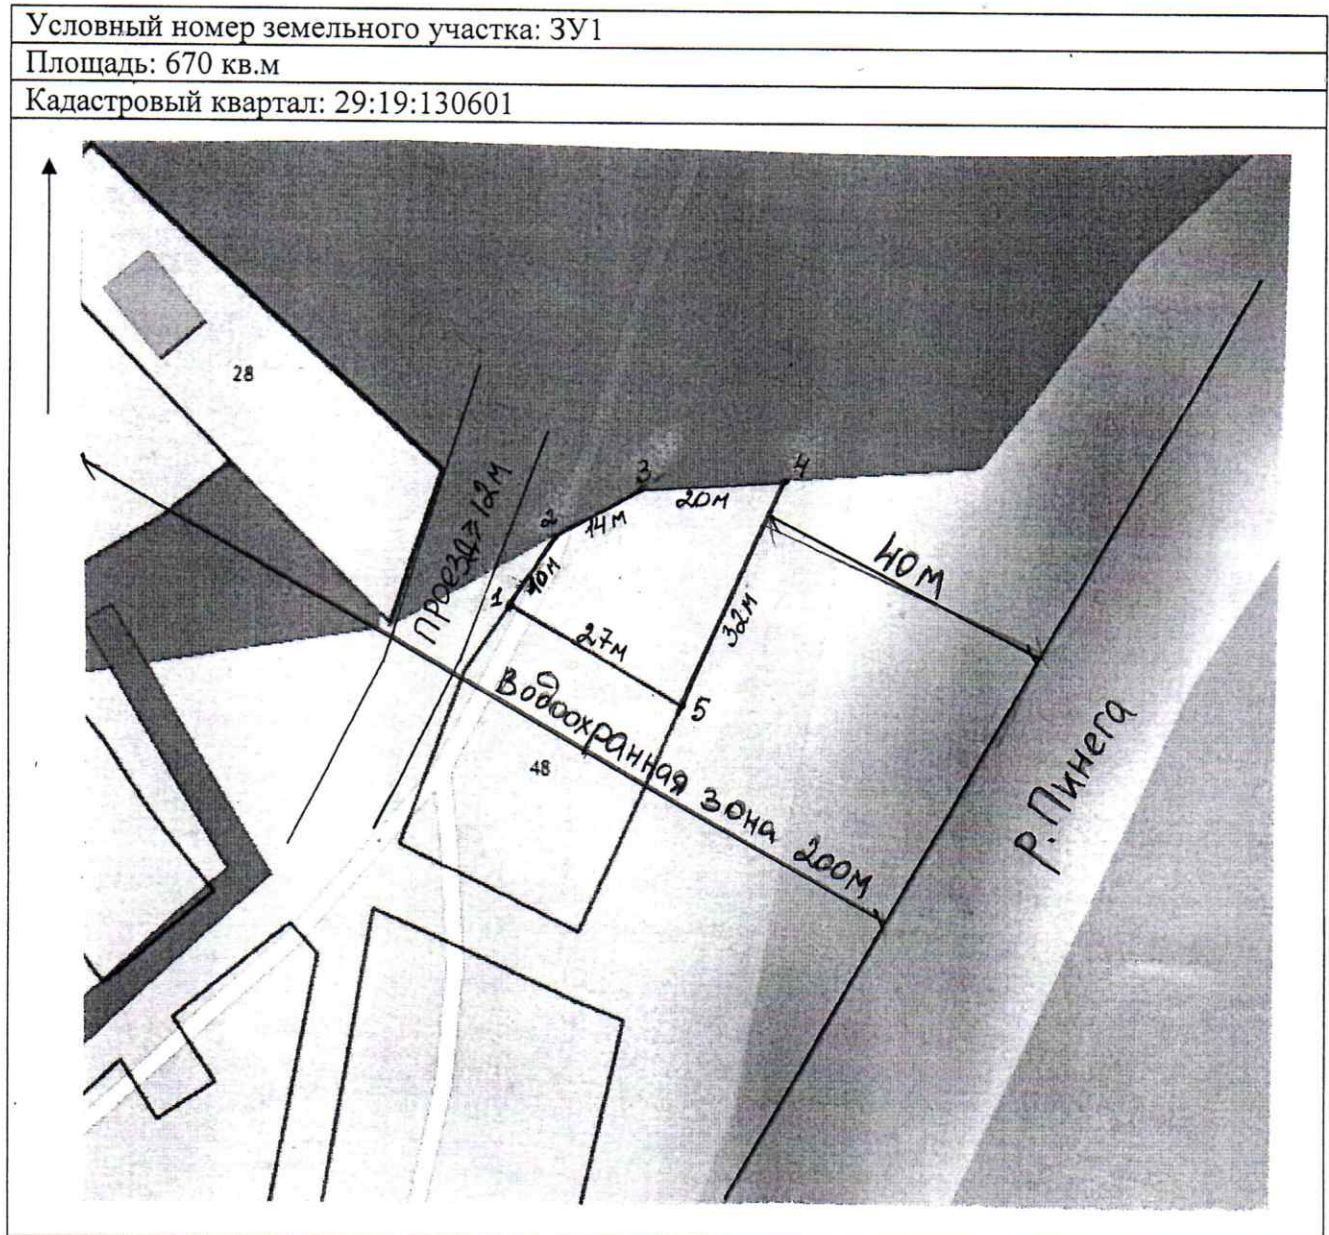 Условный номер земельного участка: ЗУ1
Площадь: 670 кв.м
Кадастровый квартал: 29:19:130601
28
Проезд 12м
1
2
3
4
5
10м
14м
20м
32м
27м
40м
Водоохранная зона 200м
48
р. Пинега